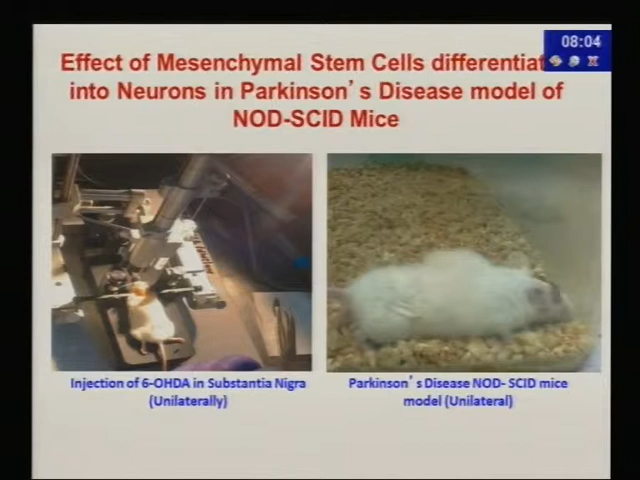 08:04
Effect of Mesenchymal Stem Cells
into Neurons in Parkinson's Disease model of
NOD-SCID Mice
Injection of 6-OHDA in Substantia Nigra
(Unilaterally)
Parkinson's Disease NOD- SCID mice
model (Unilateral)